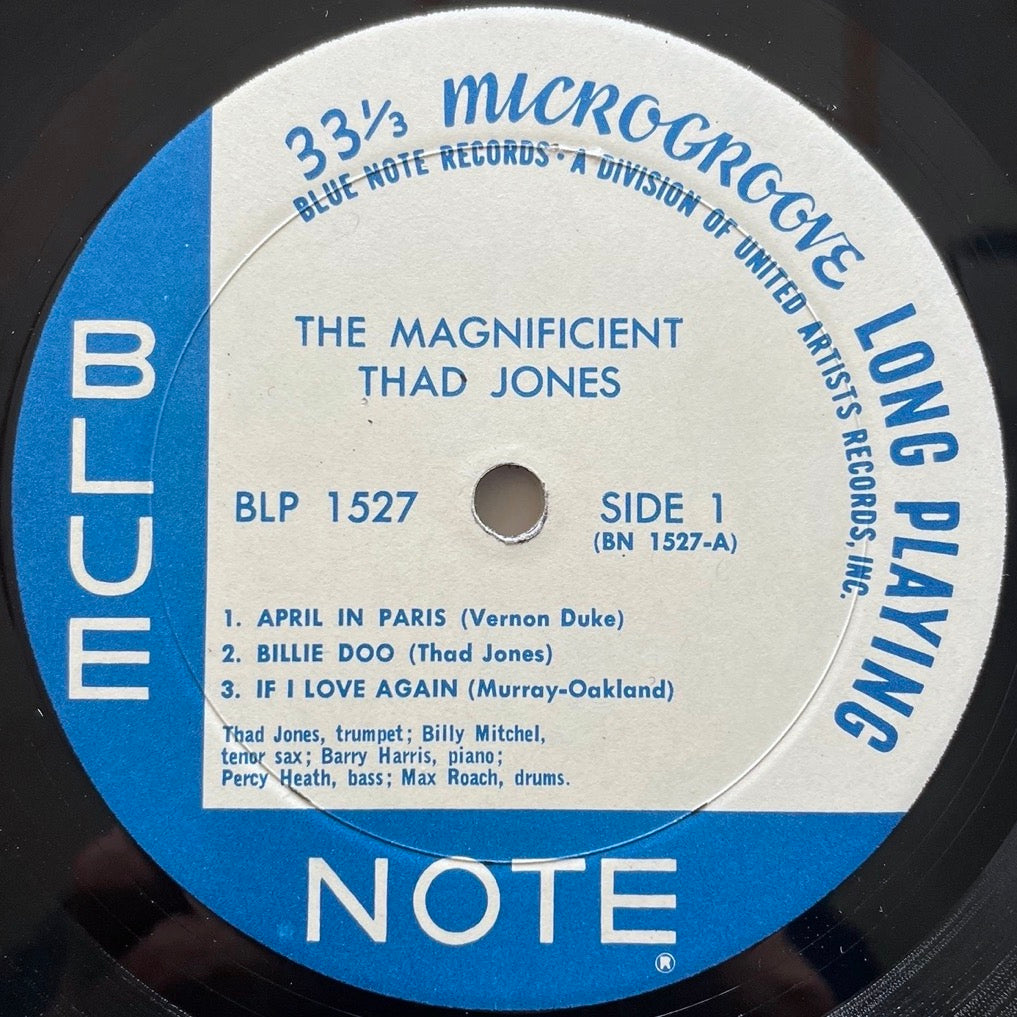 33⅓ MICROGROOVE LONG PLAYING
BLUE NOTE RECORDS • A DIVISION OF UNITED ARTISTS RECORDS, INC.
THE MAGNIFICIENT
THAD JONES
BLP 1527
SIDE 1
(BN 1527-A)
1. APRIL IN PARIS (Vernon Duke)
2. BILLIE DOO (Thad Jones)
3. IF I LOVE AGAIN (Murray-Oakland)
Thad Jones, trumpet; Billy Mitchel,
tenor sax; Barry Harris, piano;
Percy Heath, bass; Max Roach, drums.
BLUE
NOTE
®